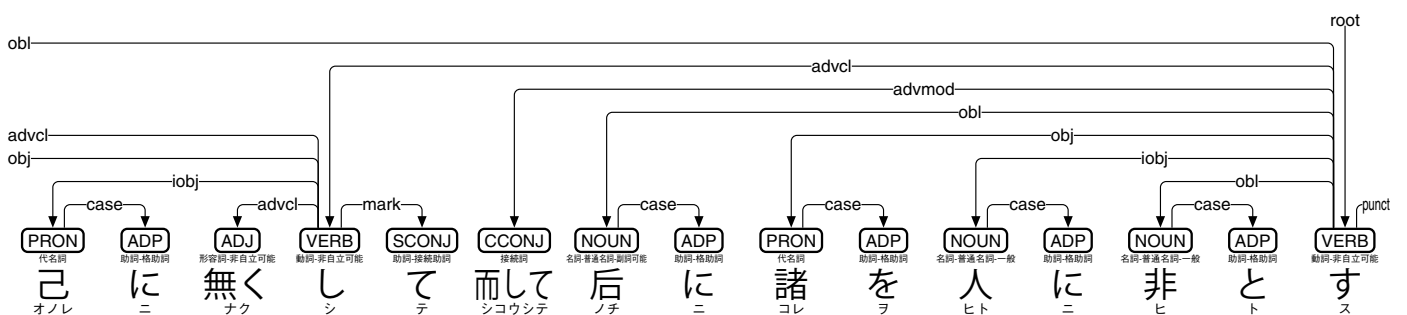 root
obl
advcl
advmod
obl
advcl
obj
obj
iobj
iobj
obl
case advcl mark case case case case punct
PRON ADP ADJ VERB SCONJ CCONJ NOUN ADP PRON ADP NOUN ADP NOUN ADP VERB
代名詞 助詞-格助詞 形容詞-非自立可能 動詞-非自立可能 助詞-接続助詞 接続詞 名詞-普通名詞-副詞可能 助詞-格助詞 代名詞 助詞-格助詞 名詞-普通名詞-一般 助詞-格助詞 名詞-普通名詞-一般 助詞-格助詞 動詞-非自立可能
己 に 無く し て 而して 后 に 諸 を 人 に 非 と す
オノレ ニ ナク シ テ シコウシテ ノチ ニ コレ ヲ ヒト ニ ヒ ト ス